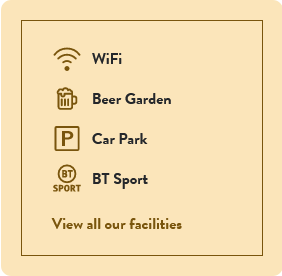 WiFi
Beer Garden
P Car Park
BT SPORT BT Sport
View all our facilities